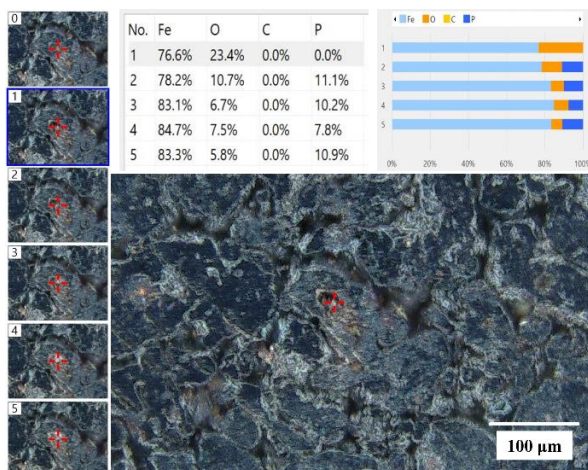 0
1
2
3
4
5
No. Fe O C P
1 76.6% 23.4% 0.0% 0.0%
2 78.2% 10.7% 0.0% 11.1%
3 83.1% 6.7% 0.0% 10.2%
4 84.7% 7.5% 0.0% 7.8%
5 83.3% 5.8% 0.0% 10.9%
Fe O C P
1
2
3
4
5
0% 20% 40% 60% 80% 100%
100 µm